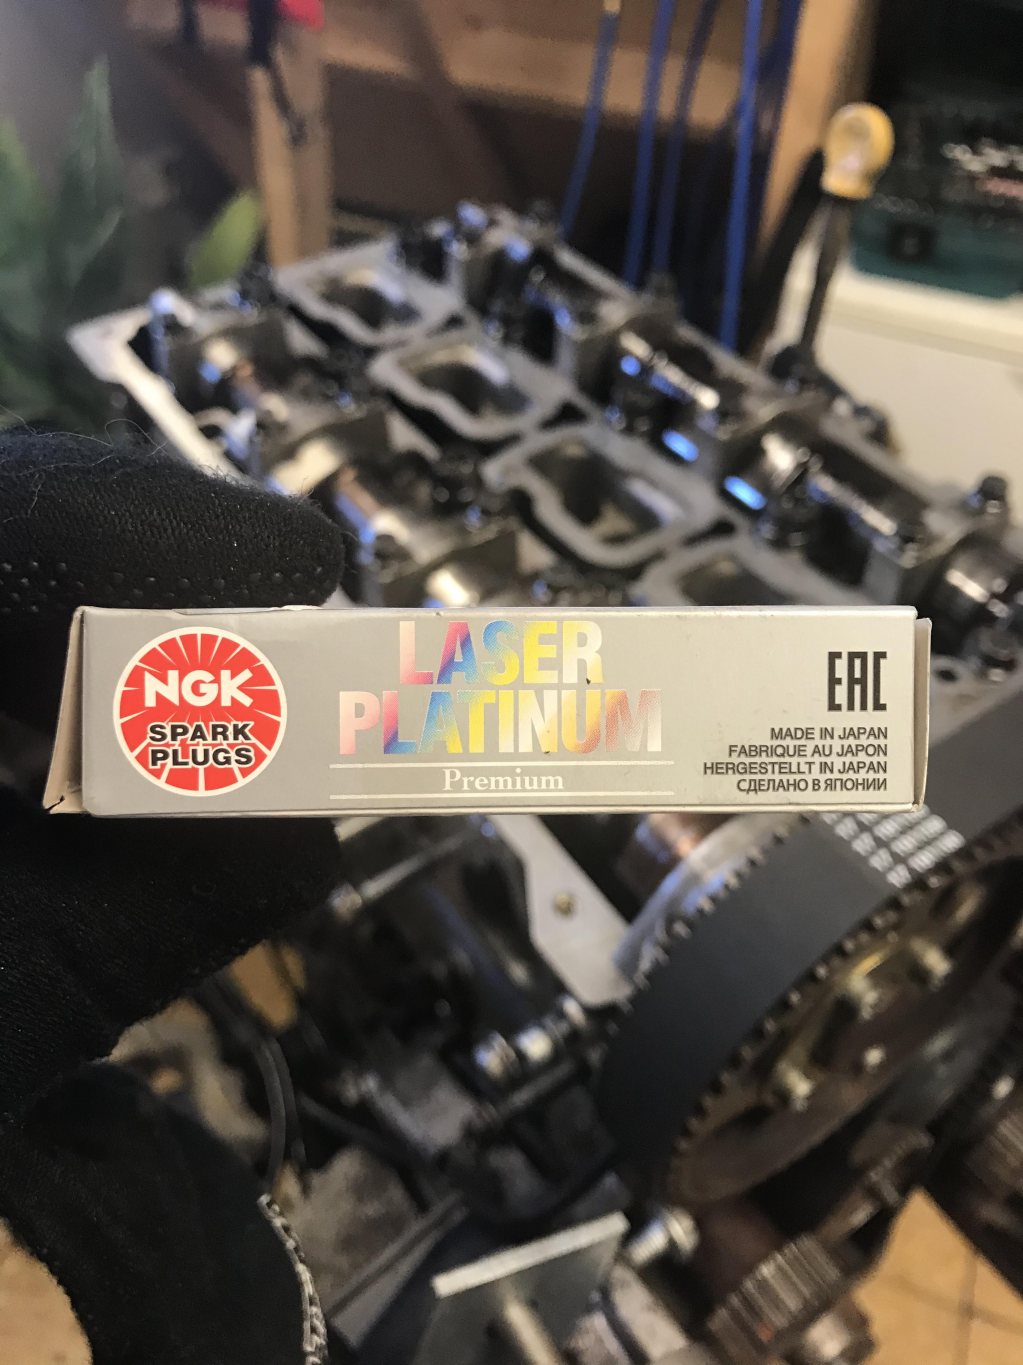 NGK
SPARK
PLUGS
LASER
PLATINUM
Premium
EAC
MADE IN JAPAN
FABRIQUE AU JAPON
HERGESTELLT IN JAPAN
СДЕЛАНО В ЯПОНИИ